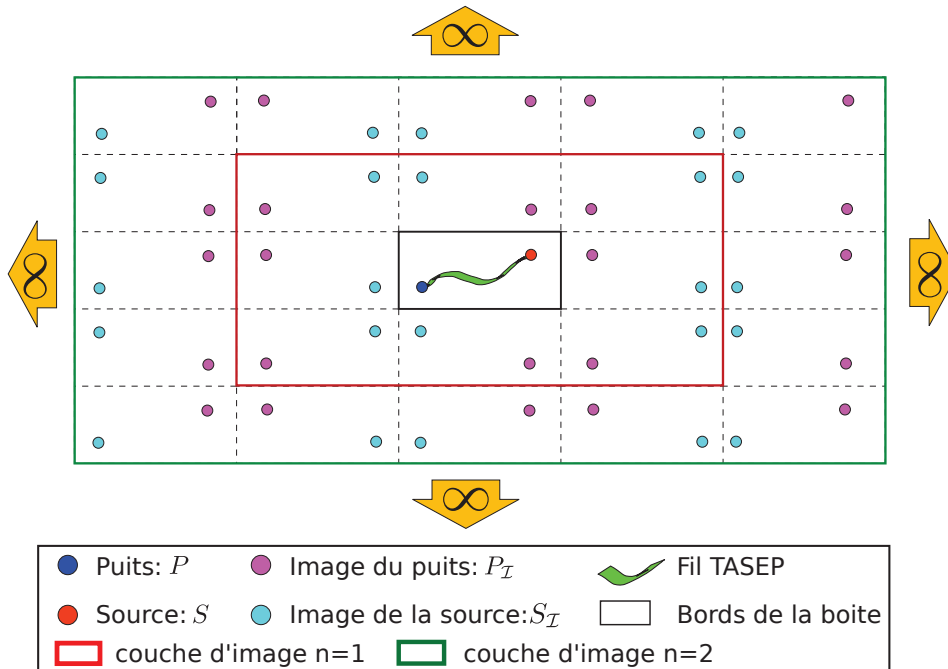 ∞
∞
∞
∞
Puits: P
Image du puits: P_I
Fil TASEP
Source: S
Image de la source:S_I
Bords de la boite
couche d'image n=1
couche d'image n=2